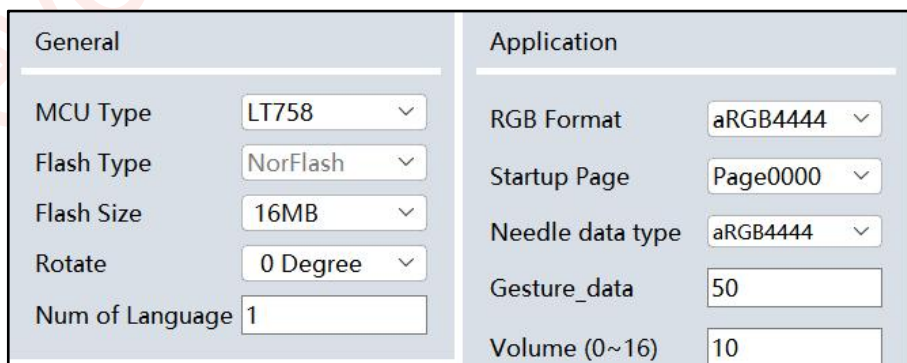 General
MCU Type LT758
Flash Type NorFlash
Flash Size 16MB
Rotate 0 Degree
Num of Language 1
Application
RGB Format aRGB4444
Startup Page Page0000
Needle data type aRGB4444
Gesture_data 50
Volume (0~16) 10